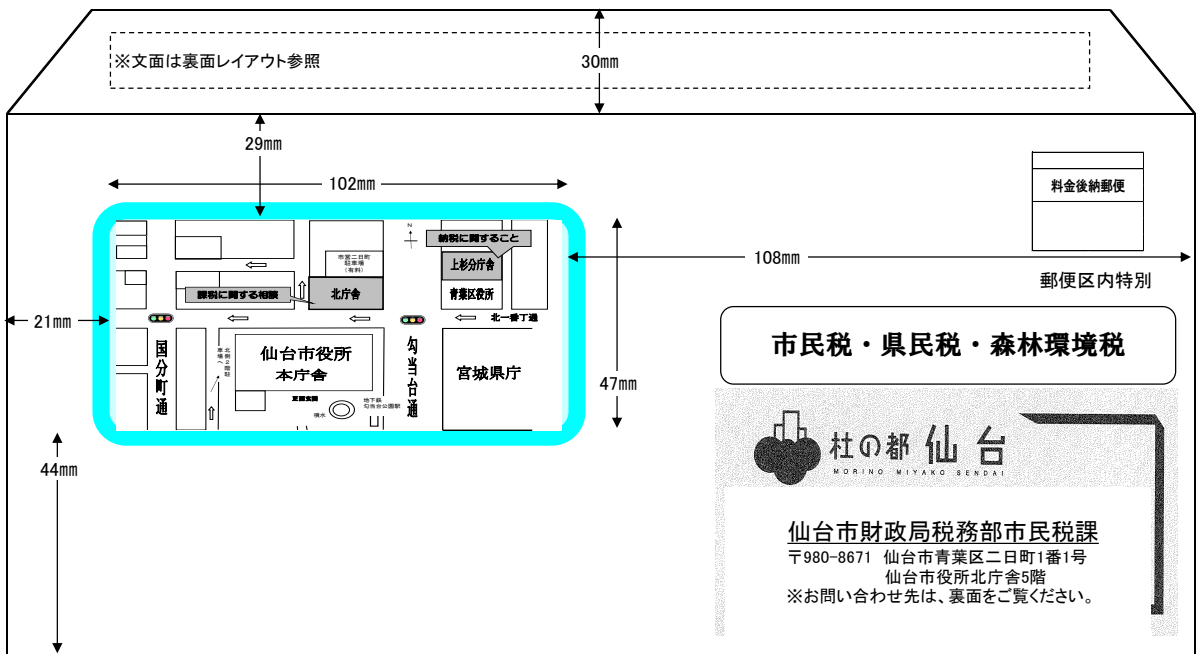 ※文面は裏面レイアウト参照
30mm
29mm
102mm
料金後納郵便
郵便区内特別
108mm
21mm
47mm
44mm
N
納税に関すること
市営二日町
駐車場
(有料)
上杉分庁舎
課税に関する相談
北庁舎
青葉区役所
北一番丁通
国分町通
北側2階駐
車場へ
仙台市役所
本庁舎
勾当台通
宮城県庁
正面玄関
噴水
地下鉄
勾当台公園駅
市民税・県民税・森林環境税
杜の都 仙台
MORINO MIYAKO SENDAI
仙台市財政局税務部市民税課
〒980-8671 仙台市青葉区二日町1番1号
仙台市役所北庁舎5階
※お問い合わせ先は、裏面をご覧ください。